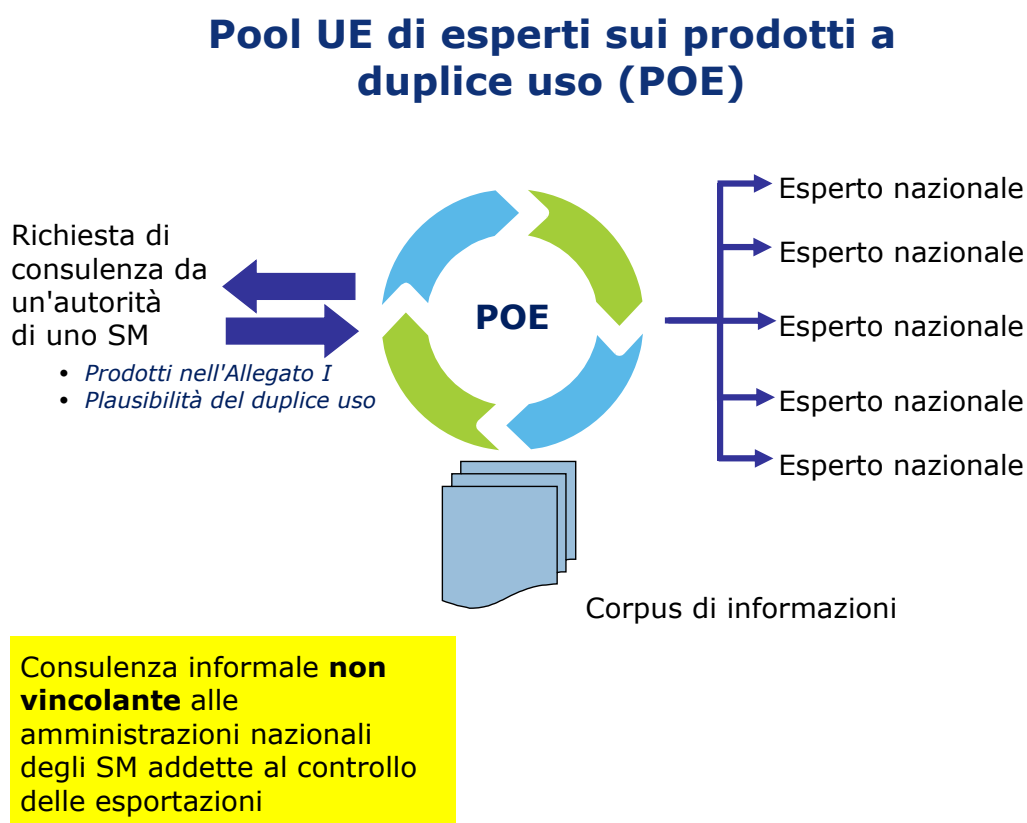 Pool UE di esperti sui prodotti a
duplice uso (POE)
Richiesta di
consulenza da
un'autorità
di uno SM
• Prodotti nell'Allegato I
• Plausibilità del duplice uso
POE
Esperto nazionale
Esperto nazionale
Esperto nazionale
Esperto nazionale
Esperto nazionale
Corpus di informazioni
Consulenza informale non
vincolante alle
amministrazioni nazionali
degli SM addette al controllo
delle esportazioni